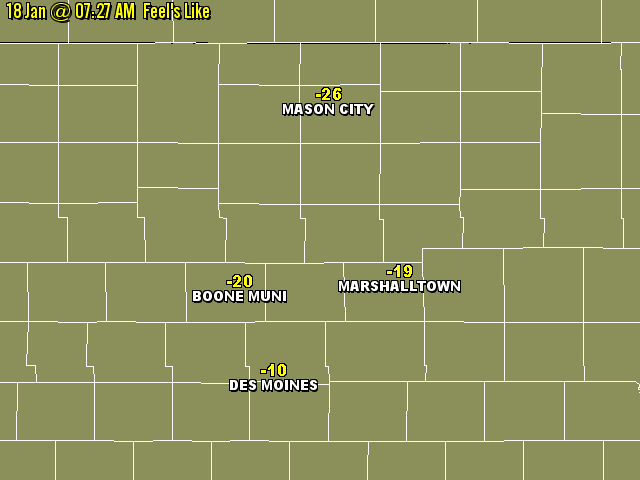 18 Jan @ 07:27 AM Feel's Like
-26
MASON CITY
-19
MARSHALLTOWN
-20
BOONE MUNI
-10
DES MOINES